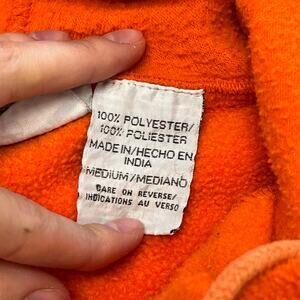 100% POLYESTER/
100% POLIESTER
MADE IN/HECHO EN
INDIA
MEDIUM/MEDIANO
CARE ON REVERSE/
INDICATIONS AU VERSO